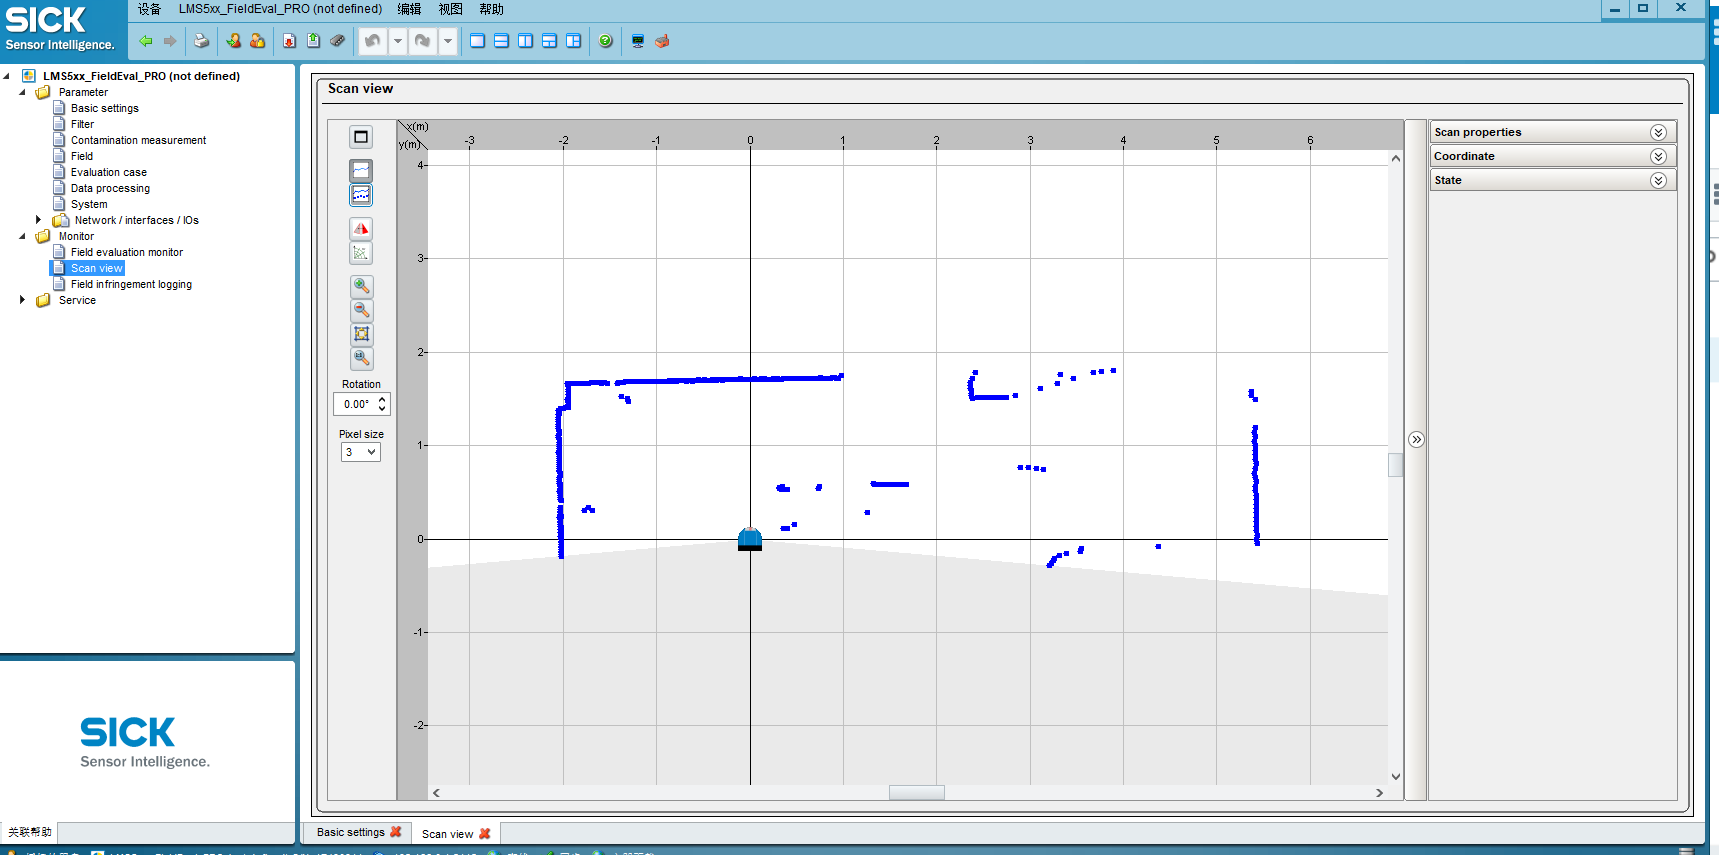 SICK
Sensor Intelligence.
设备 LMS5xx_FieldEval_PRO (not defined) 编辑 视图 帮助
LMS5xx_FieldEval_PRO (not defined)
Parameter
Basic settings
Filter
Contamination measurement
Field
Evaluation case
Data processing
System
Network / interfaces / IOs
Monitor
Field evaluation monitor
Scan view
Field infringement logging
Service
SICK
Sensor Intelligence.
关联帮助
Scan view
Rotation
0.00°
Pixel size
3
x(m)
y(m)
-3 -2 -1 0 1 2 3 4 5 6
4
3
2
1
0
-1
-2
Scan properties
Coordinate
State
Basic settings
Scan view